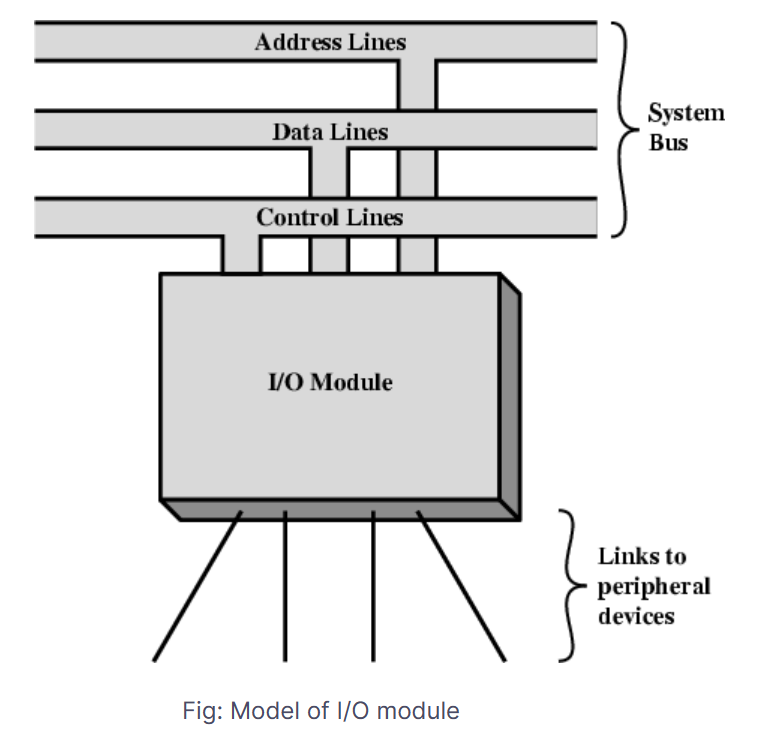 Address Lines
Data Lines
Control Lines
System
Bus
I/O Module
Links to
peripheral
devices
Fig: Model of I/O module